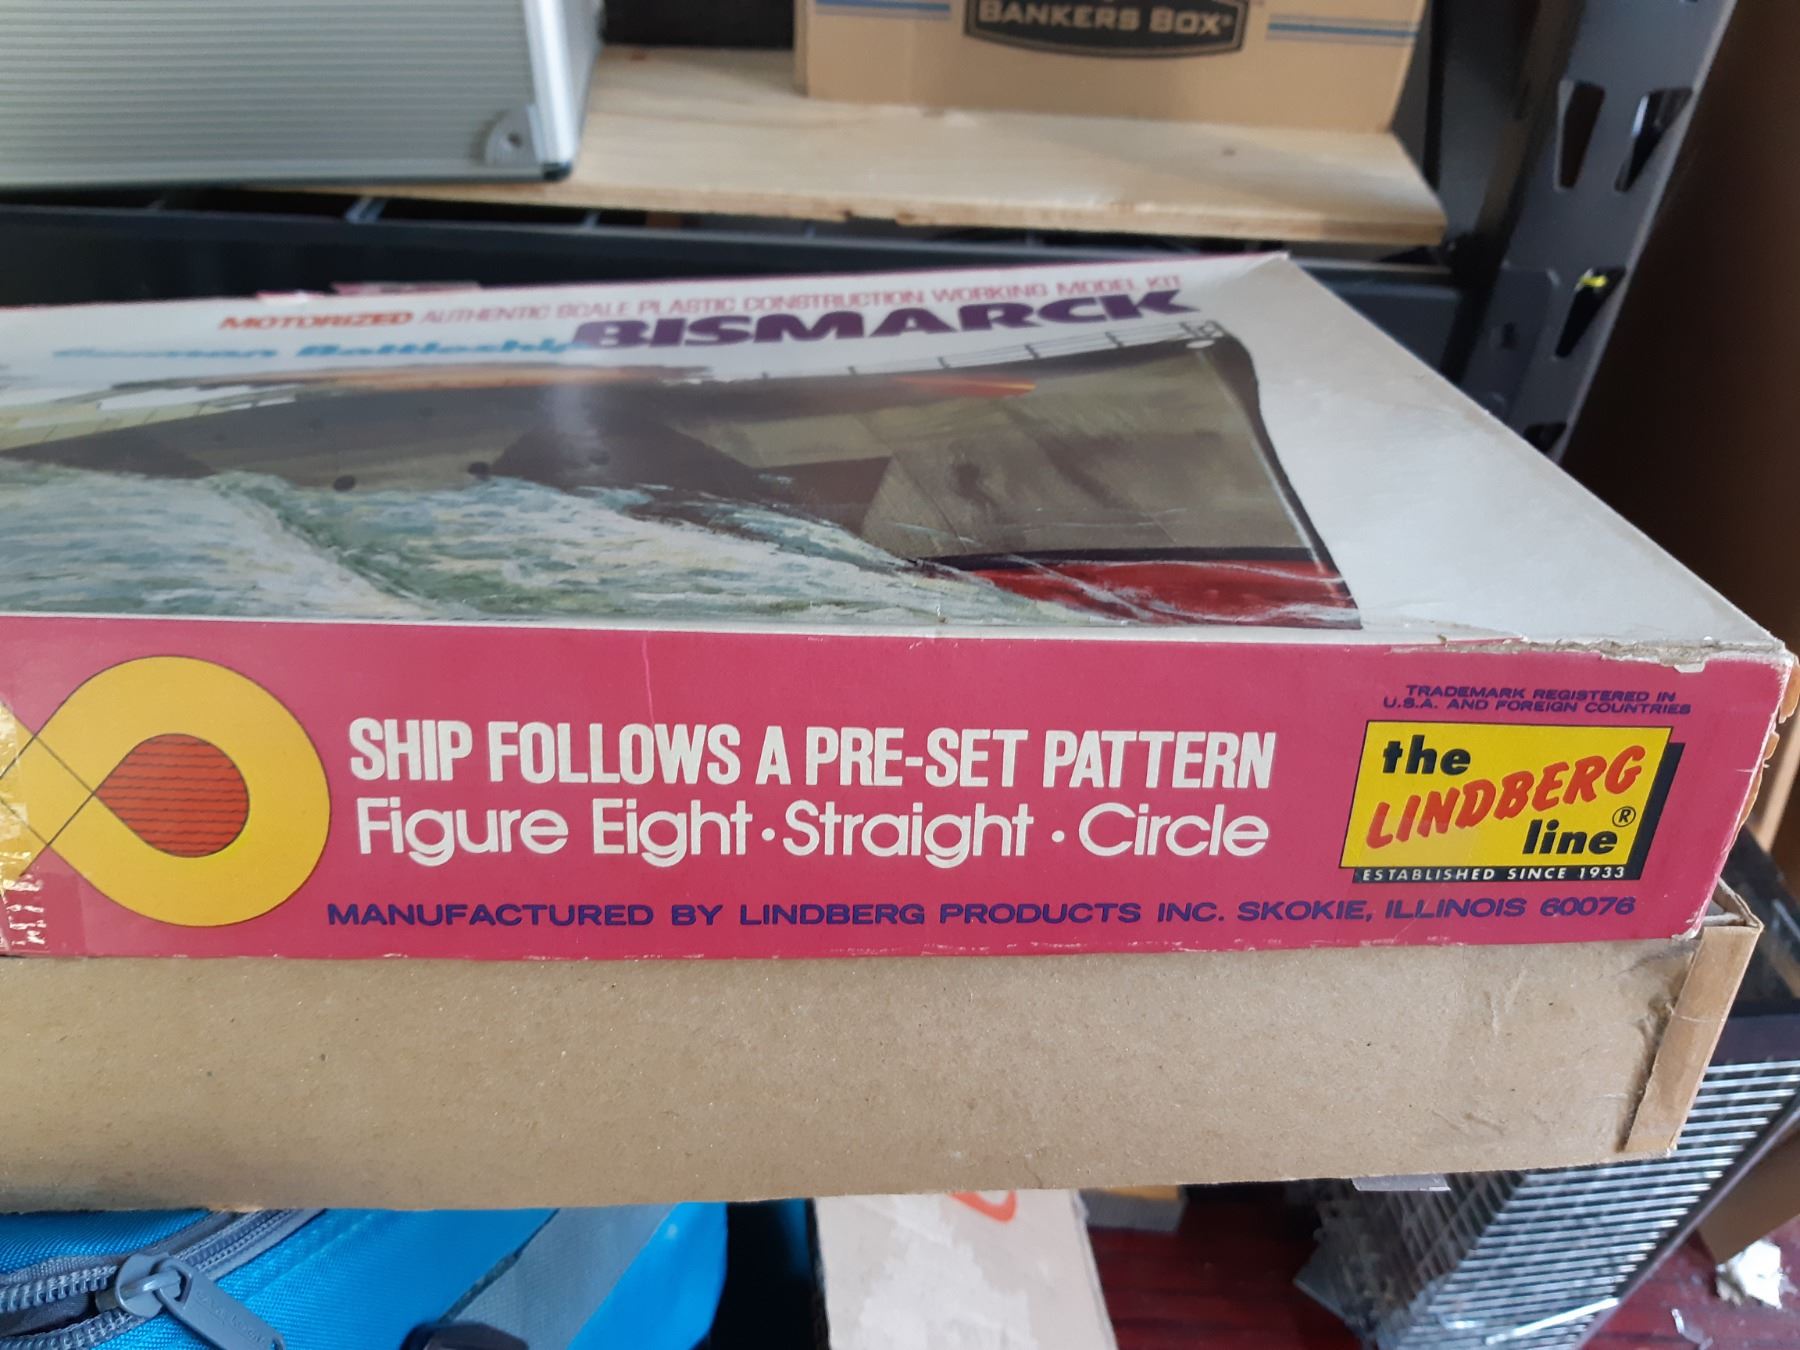 BANKERS BOX®
MOTORIZED AUTHENTIC SCALE PLASTIC CONSTRUCTION WORKING MODEL KIT
German Battleship BISMARCK
SHIP FOLLOWS A PRE-SET PATTERN
Figure Eight · Straight · Circle
MANUFACTURED BY LINDBERG PRODUCTS INC. SKOKIE, ILLINOIS 60076
TRADEMARK REGISTERED IN
U.S.A. AND FOREIGN COUNTRIES
the
LINDBERG
line®
ESTABLISHED SINCE 1933